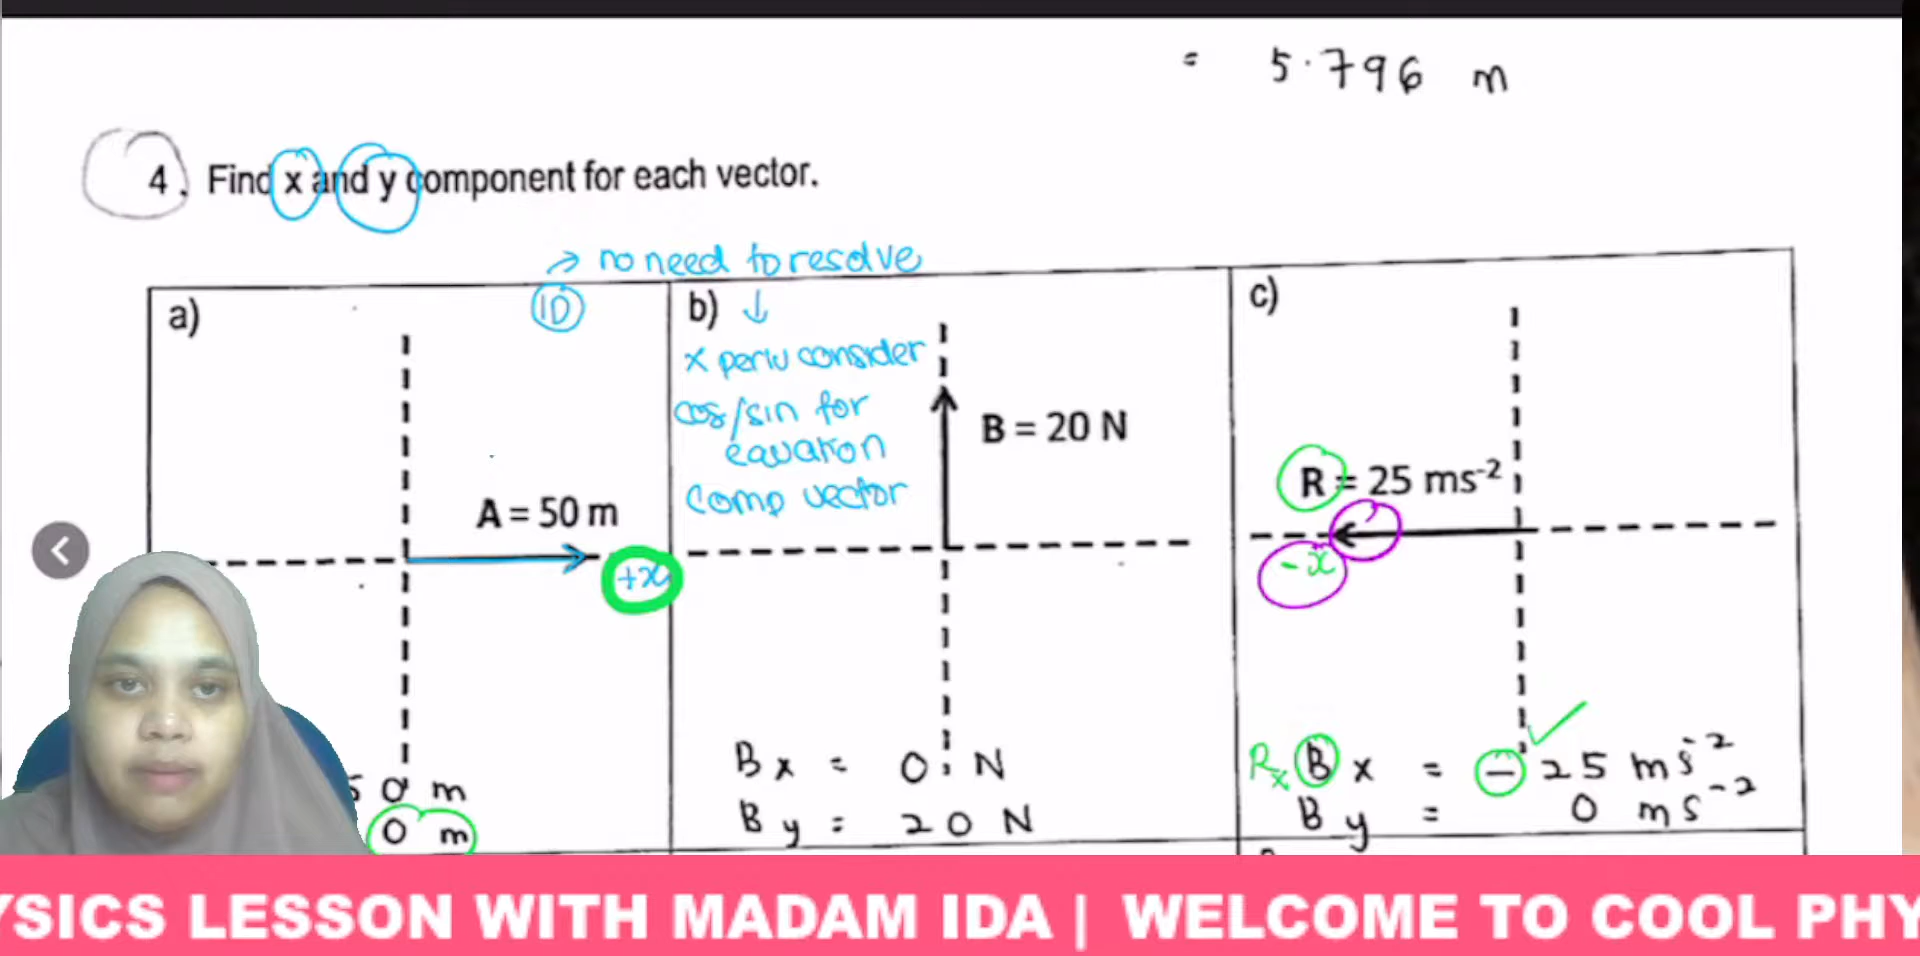 = 5.796 m
4. Find x and y component for each vector.
→ no need to resolve
1D
a)
A = 50 m
+x
50 m
0 m
b) ↓
x perlu consider
cos/sin for
equation
comp vector
B = 20 N
Bx = 0 N
By = 20 N
c)
R = 25 ms-2
-x
Rx Bx = - 25 ms-2 ✓
By = 0 ms-2
YSICS LESSON WITH MADAM IDA | WELCOME TO COOL PHY